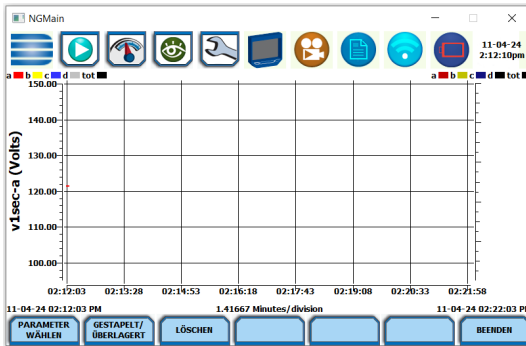 NGMain
11-04-24
2:12:10pm
a b c d tot
a b c d tot
150.00
140.00
130.00
120.00
110.00
100.00
v1sec-a (Volts)
02:12:03 02:13:28 02:14:53 02:16:18 02:17:43 02:19:08 02:20:33 02:21:58
11-04-24 02:12:03 PM 1.41667 Minutes/division 11-04-24 02:22:03 PM
PARAMETER
WÄHLEN
GESTAPELT/
ÜBERLAGERT
LÖSCHEN
BEENDEN